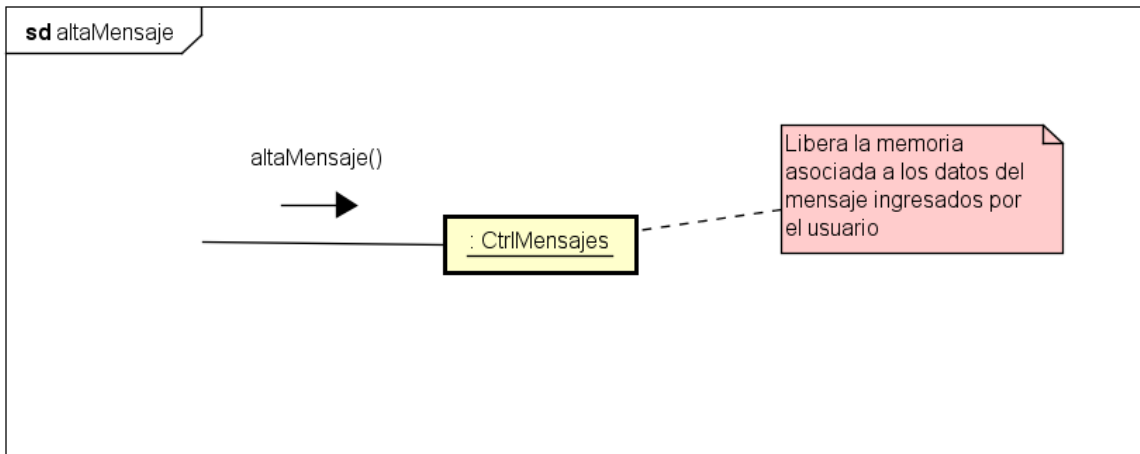 sd altaMensaje
altaMensaje()
: CtrlMensajes
Libera la memoria
asociada a los datos del
mensaje ingresados por
el usuario